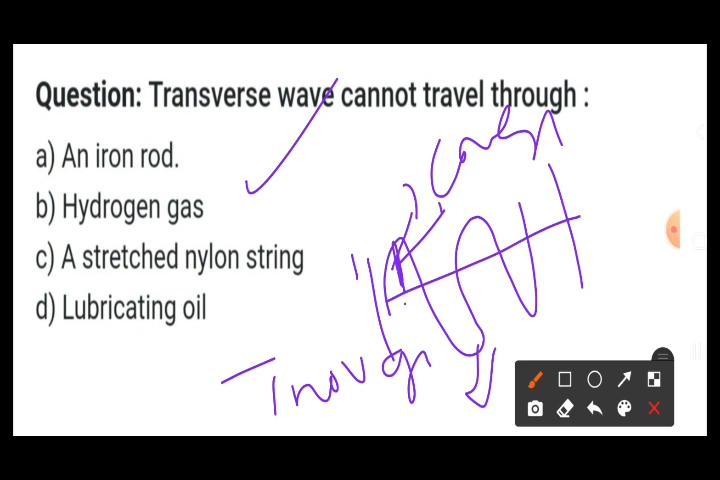 Question: Transverse wave cannot travel through :
a) An iron rod.
b) Hydrogen gas
c) A stretched nylon string
d) Lubricating oil